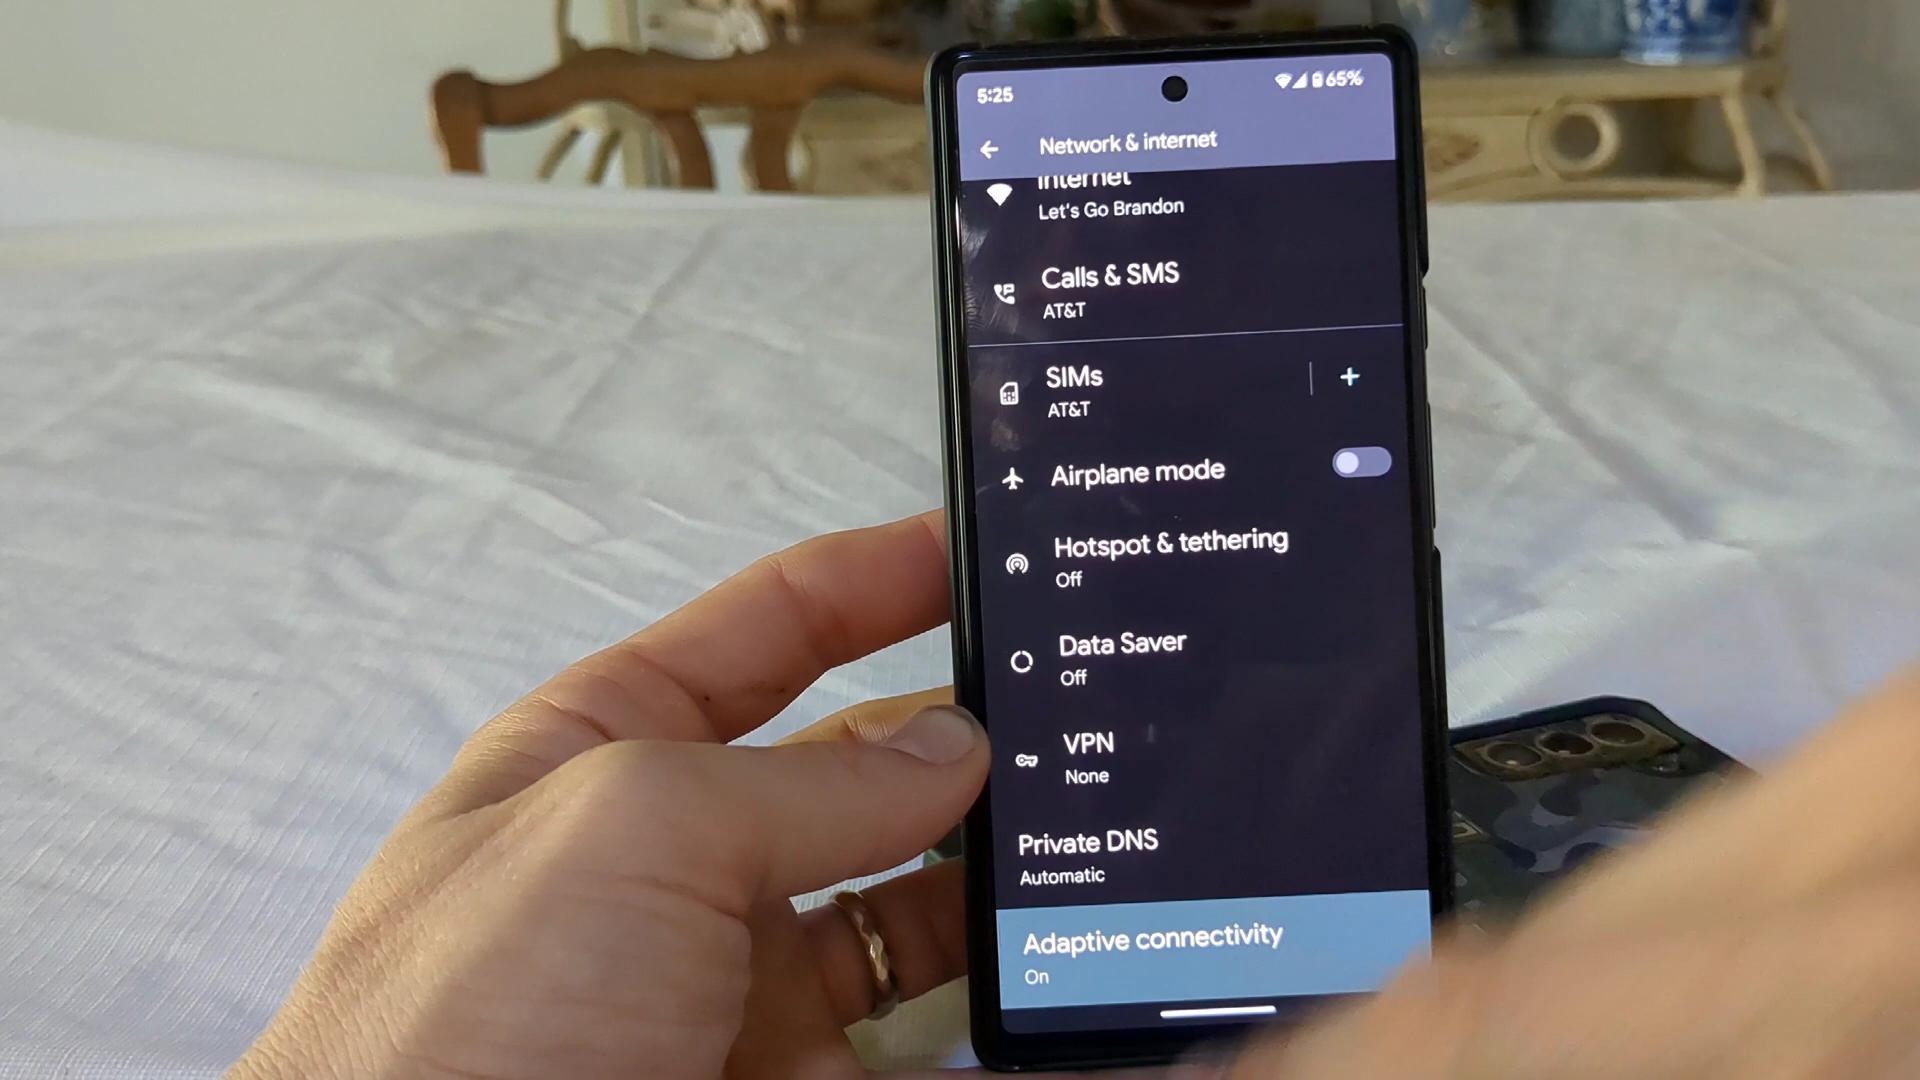 5:25
65%
Network & internet
Internet
Let's Go Brandon
Calls & SMS
AT&T
SIMs
AT&T
+
Airplane mode
Hotspot & tethering
Off
Data Saver
Off
VPN
None
Private DNS
Automatic
Adaptive connectivity
On